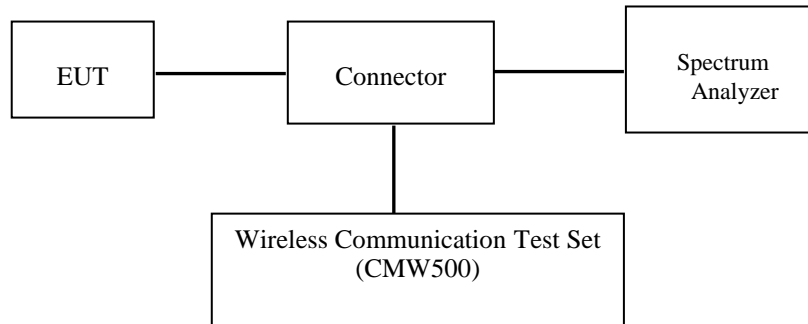 EUT
Connector
Spectrum
Analyzer
Wireless Communication Test Set
(CMW500)